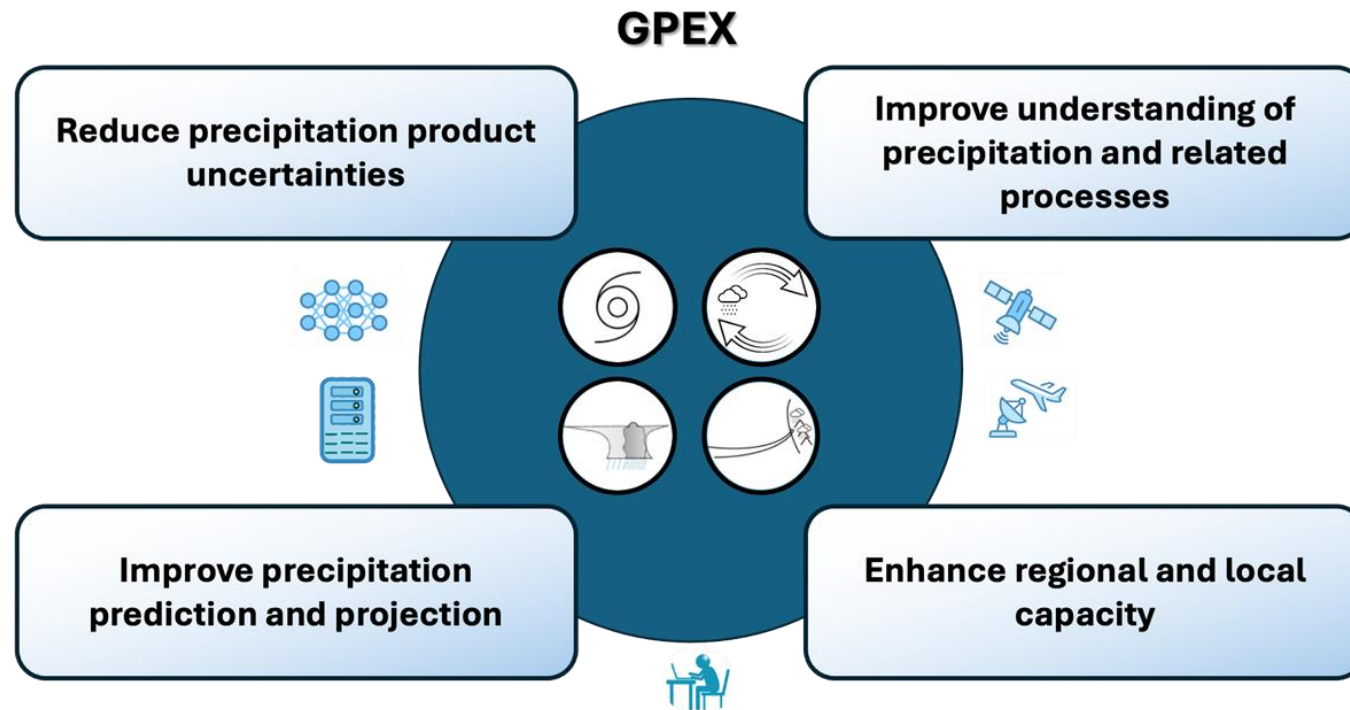 GPEX
Reduce precipitation product
uncertainties
Improve understanding of
precipitation and related
processes
Improve precipitation
prediction and projection
Enhance regional and local
capacity